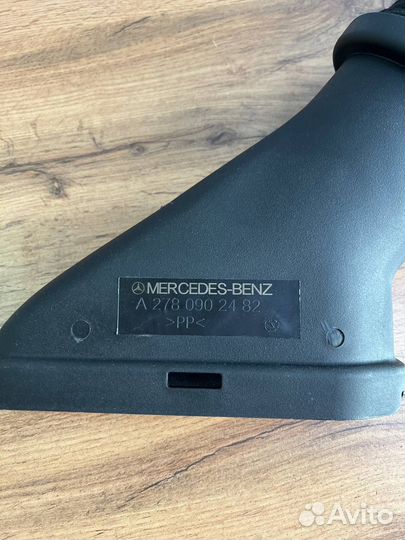 MERCEDES-BENZ
A 278 090 24 82
>PP<
Avito